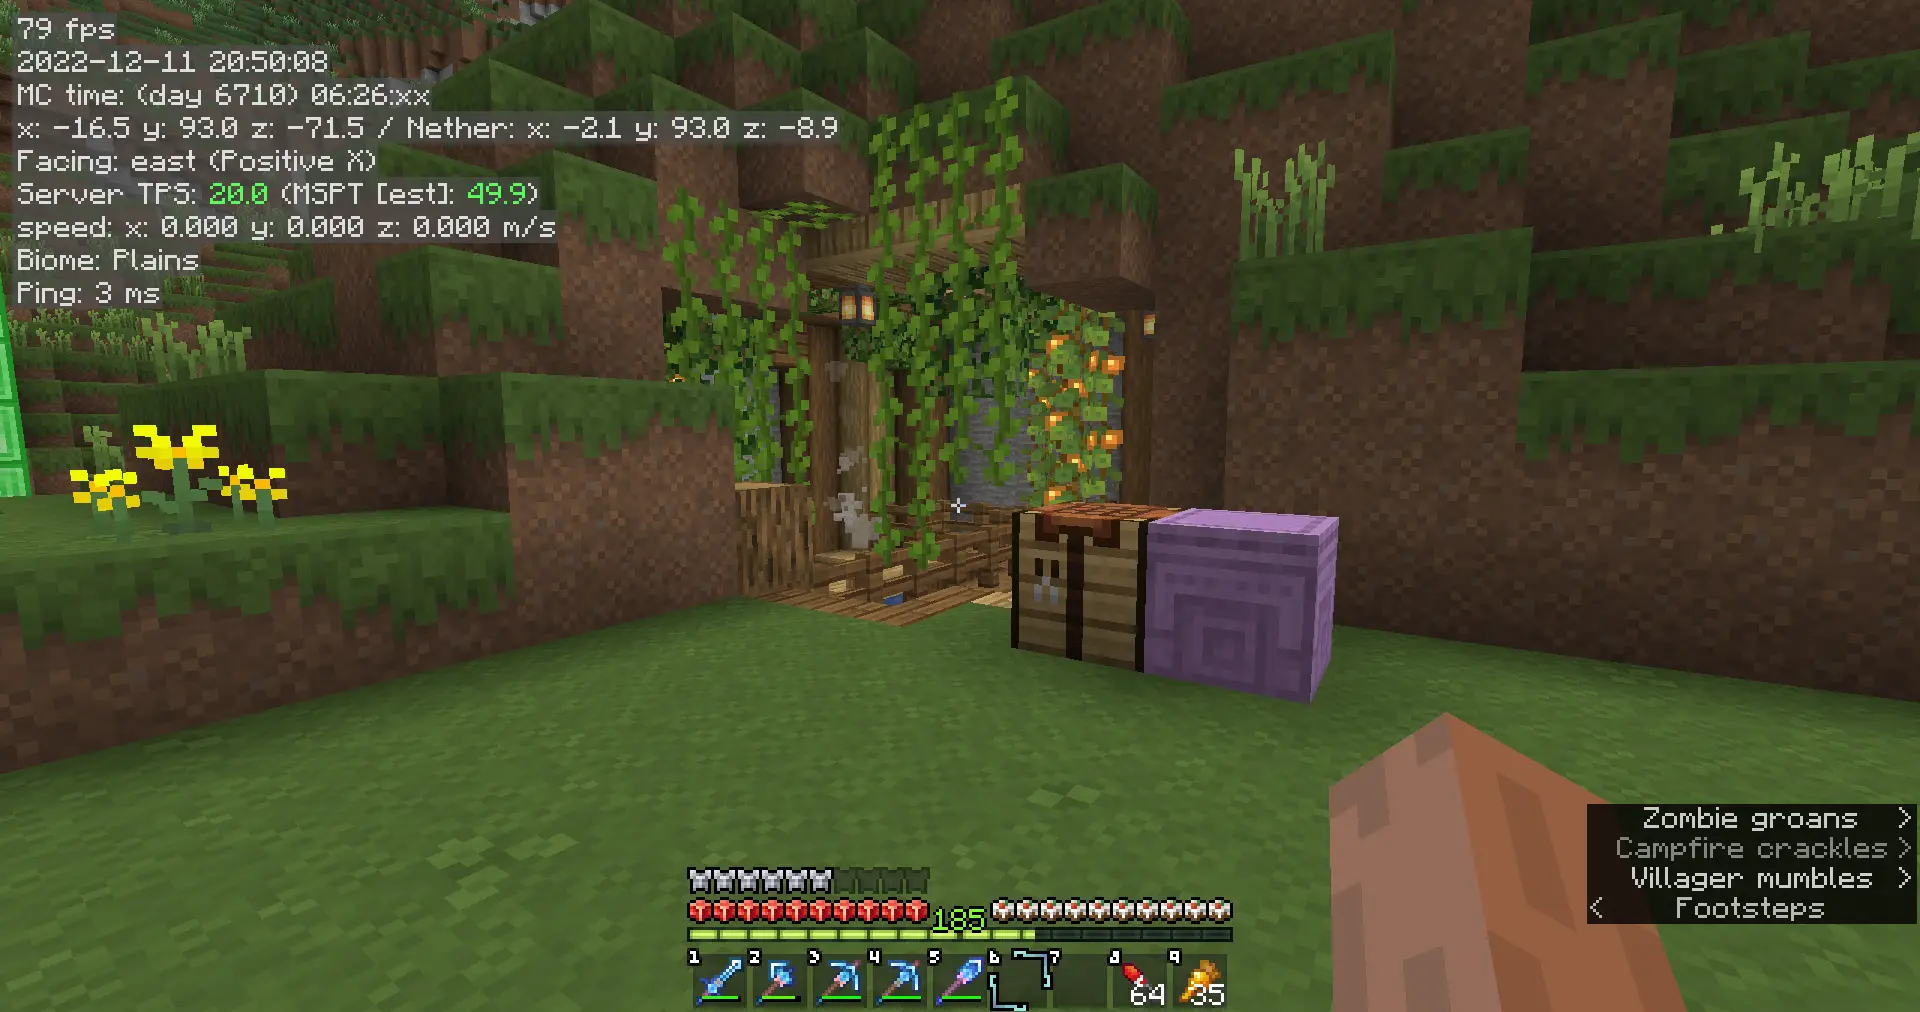 79 fps
2022-12-11 20:50:08
MC time: (day 6710) 06:26:xx
x: -16.5 y: 93.0 z: -71.5 / Nether: x: -2.1 y: 93.0 z: -8.9
Facing: east (Positive X)
Server TPS: 20.0 (MSPT [est]: 49.9)
speed: x: 0.000 y: 0.000 z: 0.000 m/s
Biome: Plains
Ping: 3 ms
Zombie groans >
Campfire crackles >
Villager mumbles >
< Footsteps
185
1 2 3 4 5 6 7 8 9
64 35